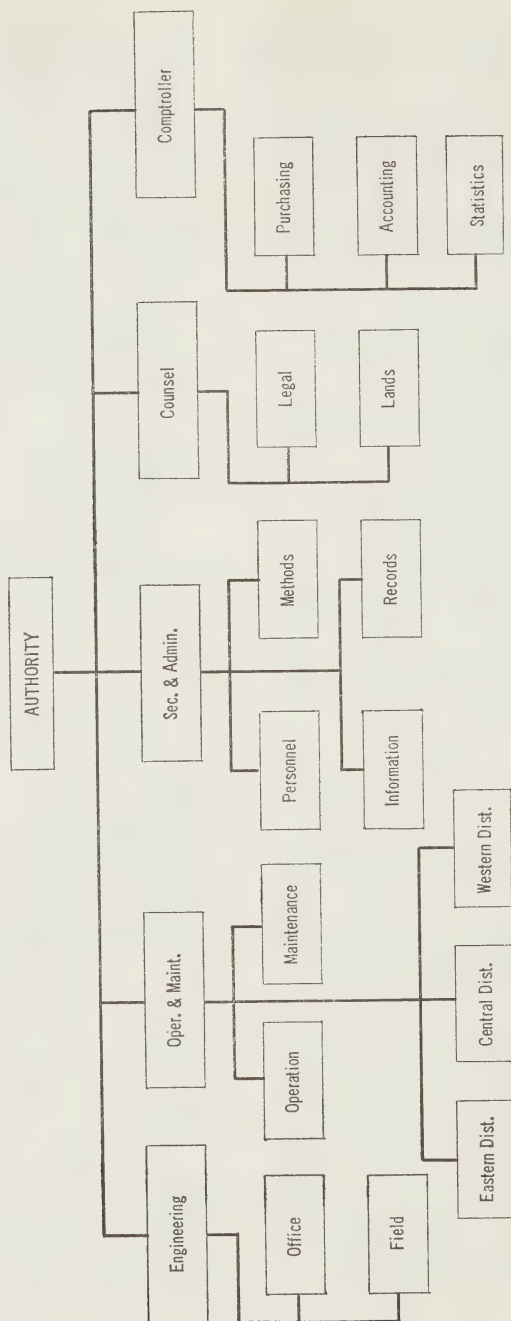 AUTHORITY
Engineering
Oper. & Maint.
Sec. & Admin.
Counsel
Comptroller
Office
Field
Operation
Maintenance
Eastern Dist.
Central Dist.
Western Dist.
Personnel
Methods
Information
Records
Legal
Lands
Purchasing
Accounting
Statistics